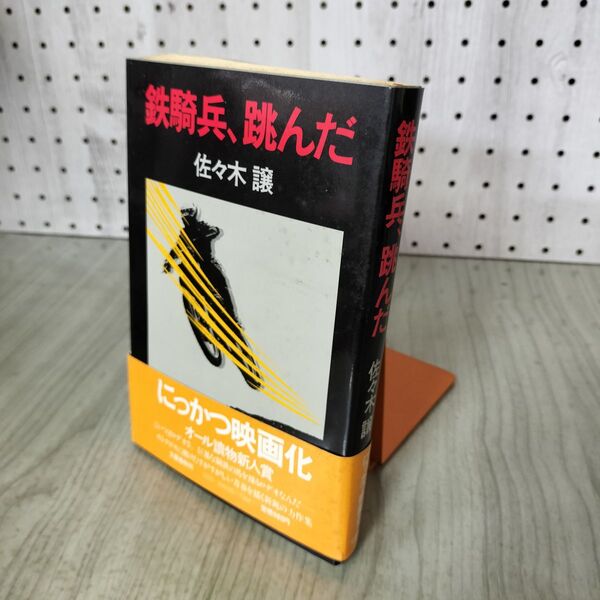 鉄騎兵、跳んだ
佐々木 譲
にっかつ映画化
オール讀物新人賞
鉄騎兵、跳んだ
佐々木 譲